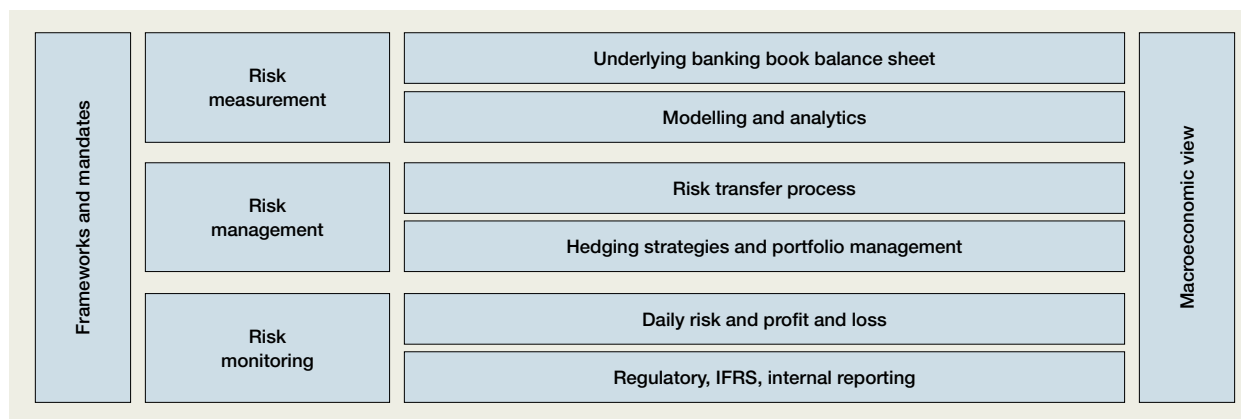 Frameworks and mandates
Risk
measurement
Underlying banking book balance sheet
Modelling and analytics
Risk
management
Risk transfer process
Hedging strategies and portfolio management
Risk
monitoring
Daily risk and profit and loss
Regulatory, IFRS, internal reporting
Macroeconomic view